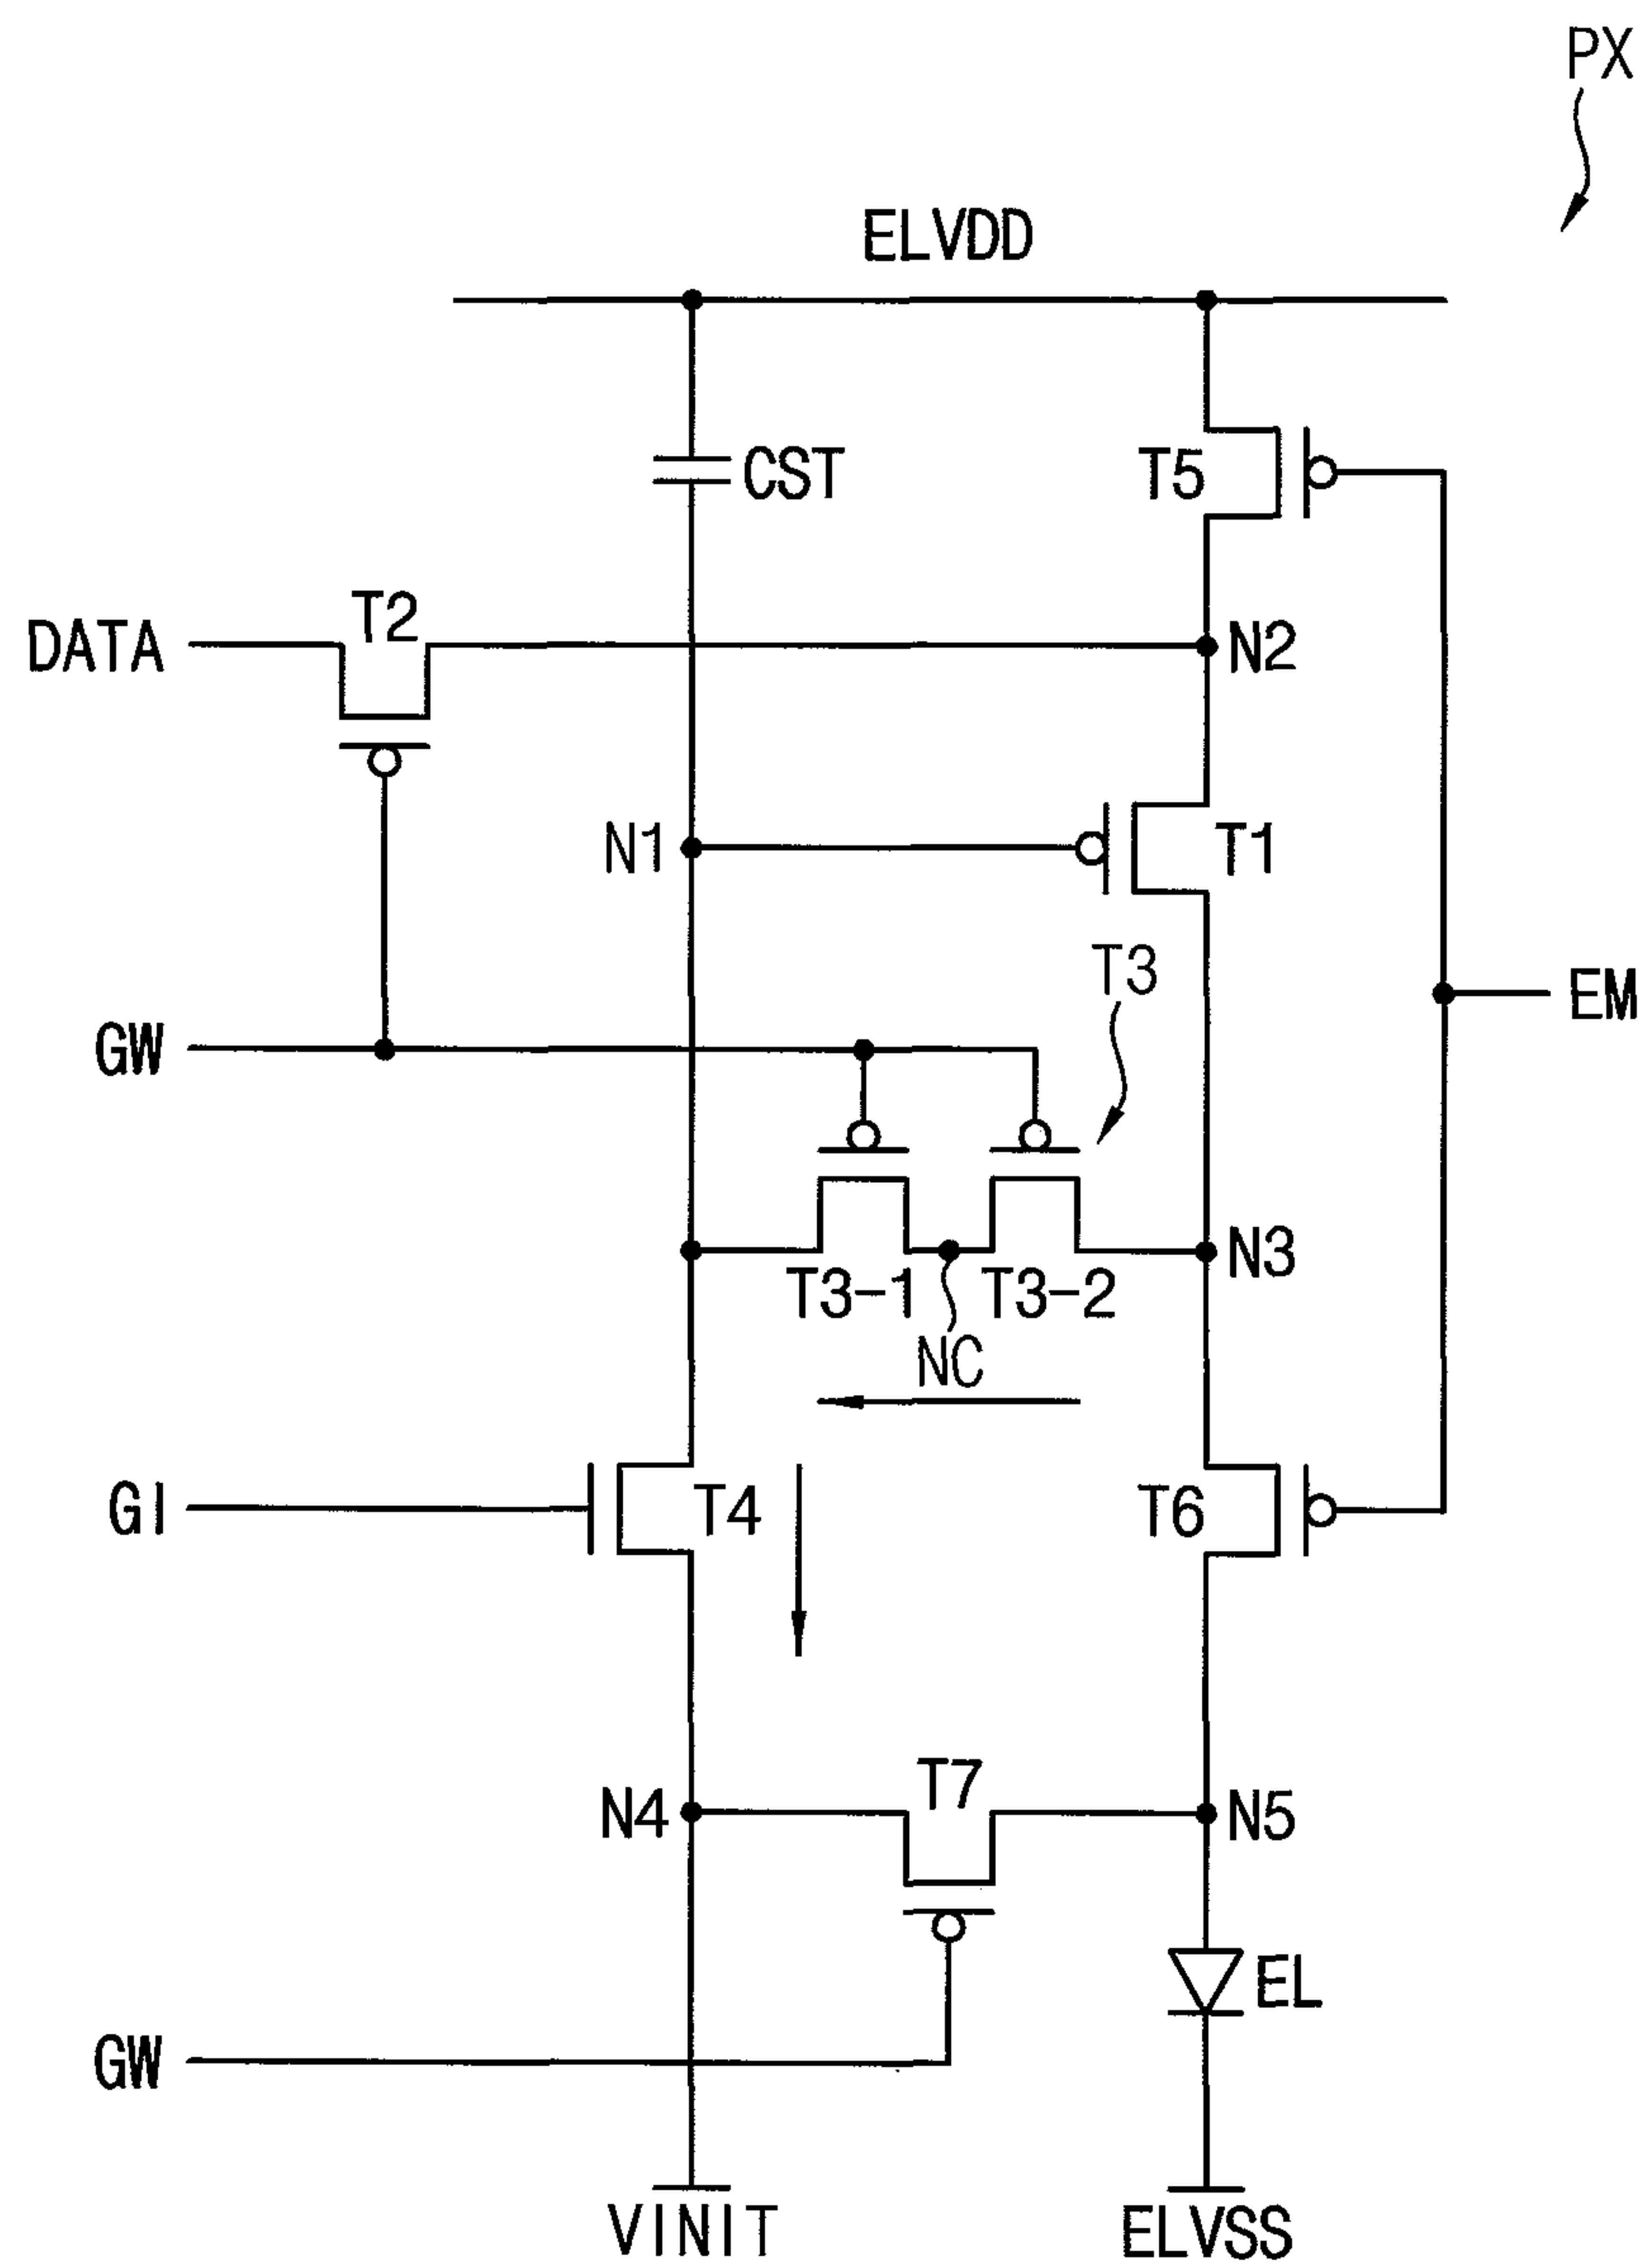 PX
ELVDD
CST
T5
T2
DATA
N2
N1
T1
T3
EM
GW
N3
T3-1
T3-2
NC
GI
T4
T6
T7
N4
N5
EL
GW
VINIT
ELVSS